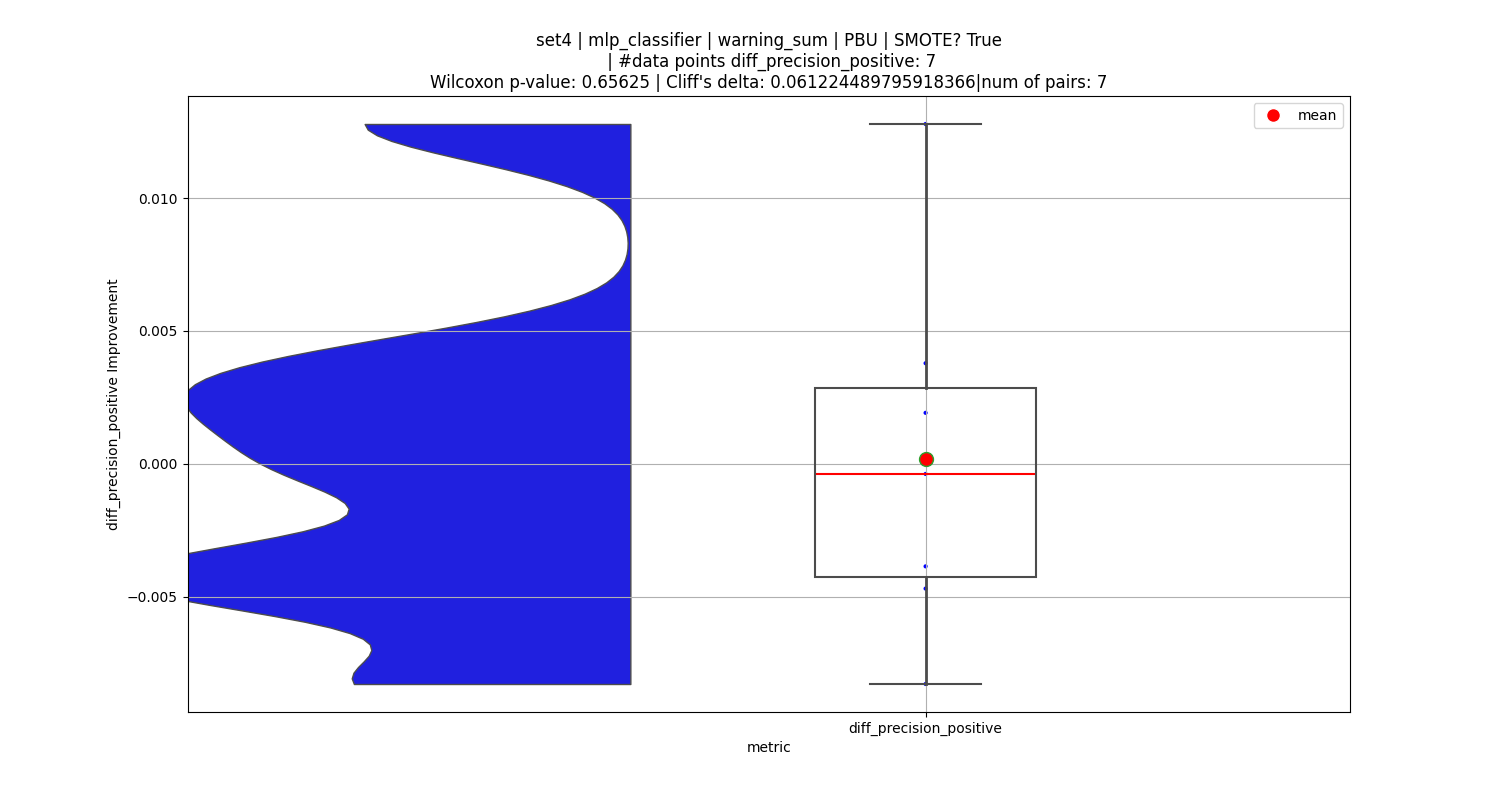 set4 | mlp_classifier | warning_sum | PBU | SMOTE? True
| #data points diff_precision_positive: 7
Wilcoxon p-value: 0.65625 | Cliff's delta: 0.061224489795918366|num of pairs: 7
mean
0.010
0.005
0.000
−0.005
diff_precision_positive Improvement
diff_precision_positive
metric